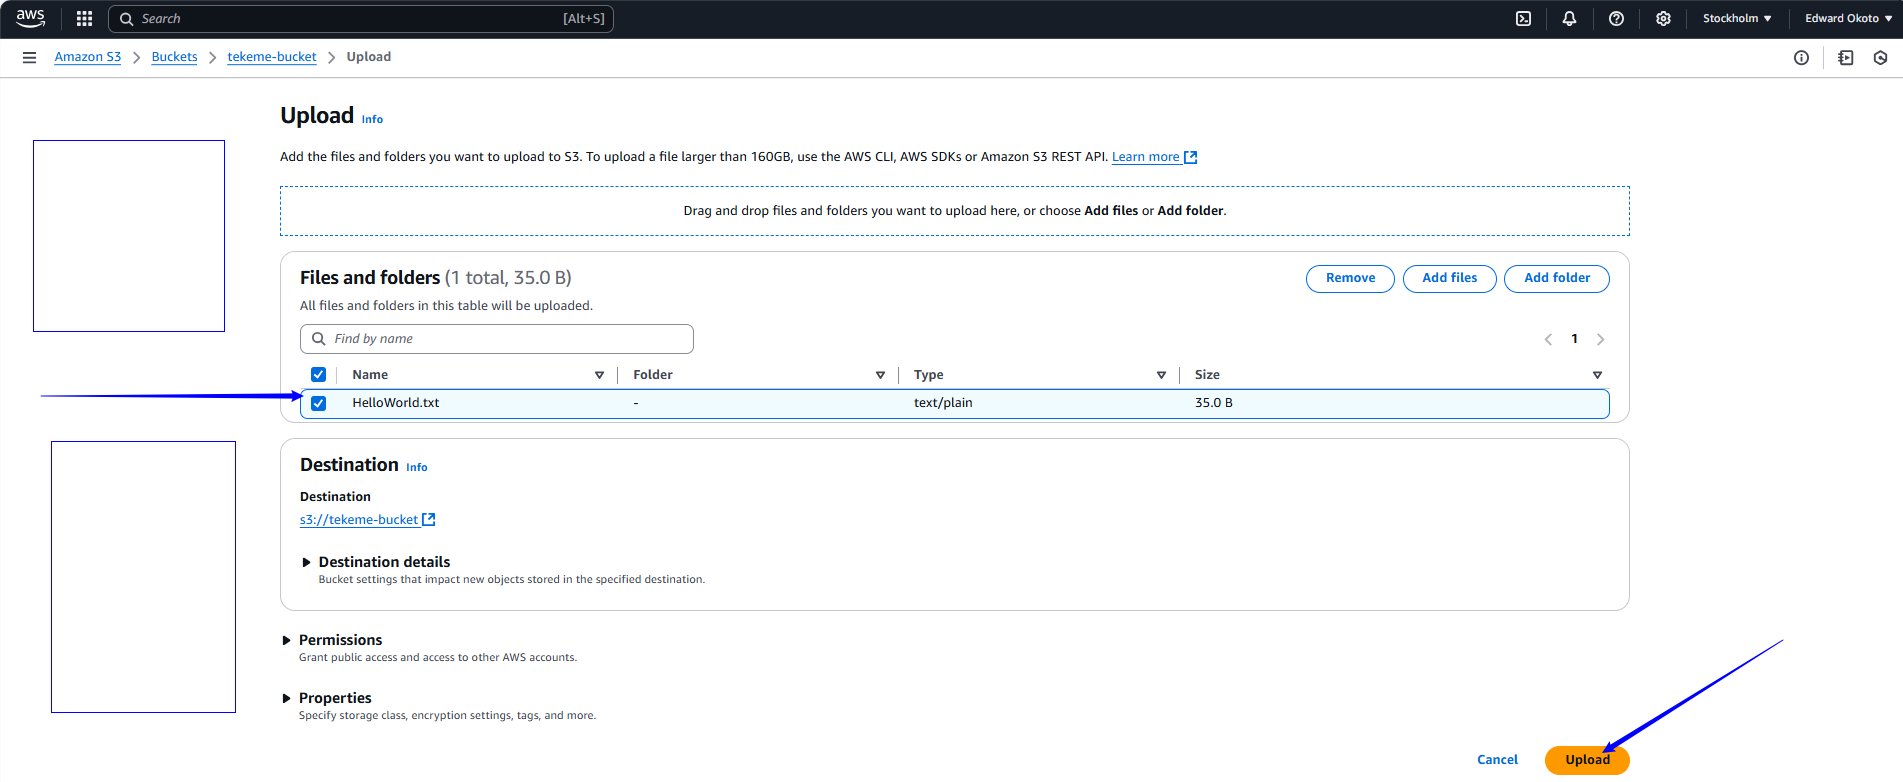 aws Search [Alt+S] Stockholm Edward Okoto
Amazon S3 Buckets tekeme-bucket Upload
Upload Info
Add the files and folders you want to upload to S3. To upload a file larger than 160GB, use the AWS CLI, AWS SDKs or Amazon S3 REST API. Learn more
Drag and drop files and folders you want to upload here, or choose Add files or Add folder.
Files and folders (1 total, 35.0 B) Remove Add files Add folder
All files and folders in this table will be uploaded.
Find by name 1
Name Folder Type Size
HelloWorld.txt - text/plain 35.0 B
Destination Info
Destination
s3://tekeme-bucket
Destination details
Bucket settings that impact new objects stored in the specified destination.
Permissions
Grant public access and access to other AWS accounts.
Properties
Specify storage class, encryption settings, tags, and more.
Cancel Upload